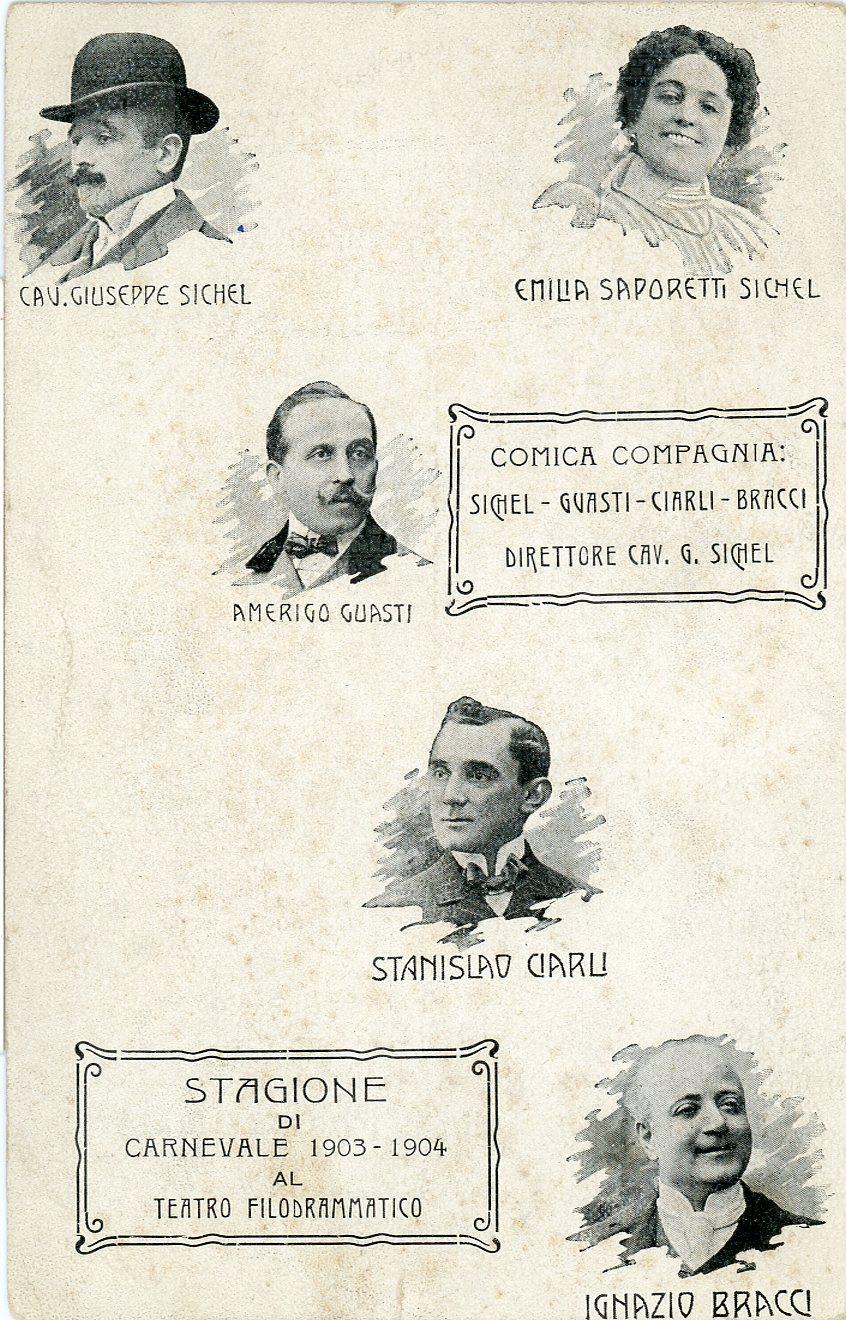 CAV. GIUSEPPE SICHEL
EMILIA SAPORETTI SICHEL
AMERIGO GUASTI
COMICA COMPAGNIA:
SICHEL - GUASTI - CIARLI - BRACCI
DIRETTORE CAV. G. SICHEL
STANISLAO CIARLI
STAGIONE
DI
CARNEVALE 1903 - 1904
AL
TEATRO FILODRAMMATICO
IGNAZIO BRACCI